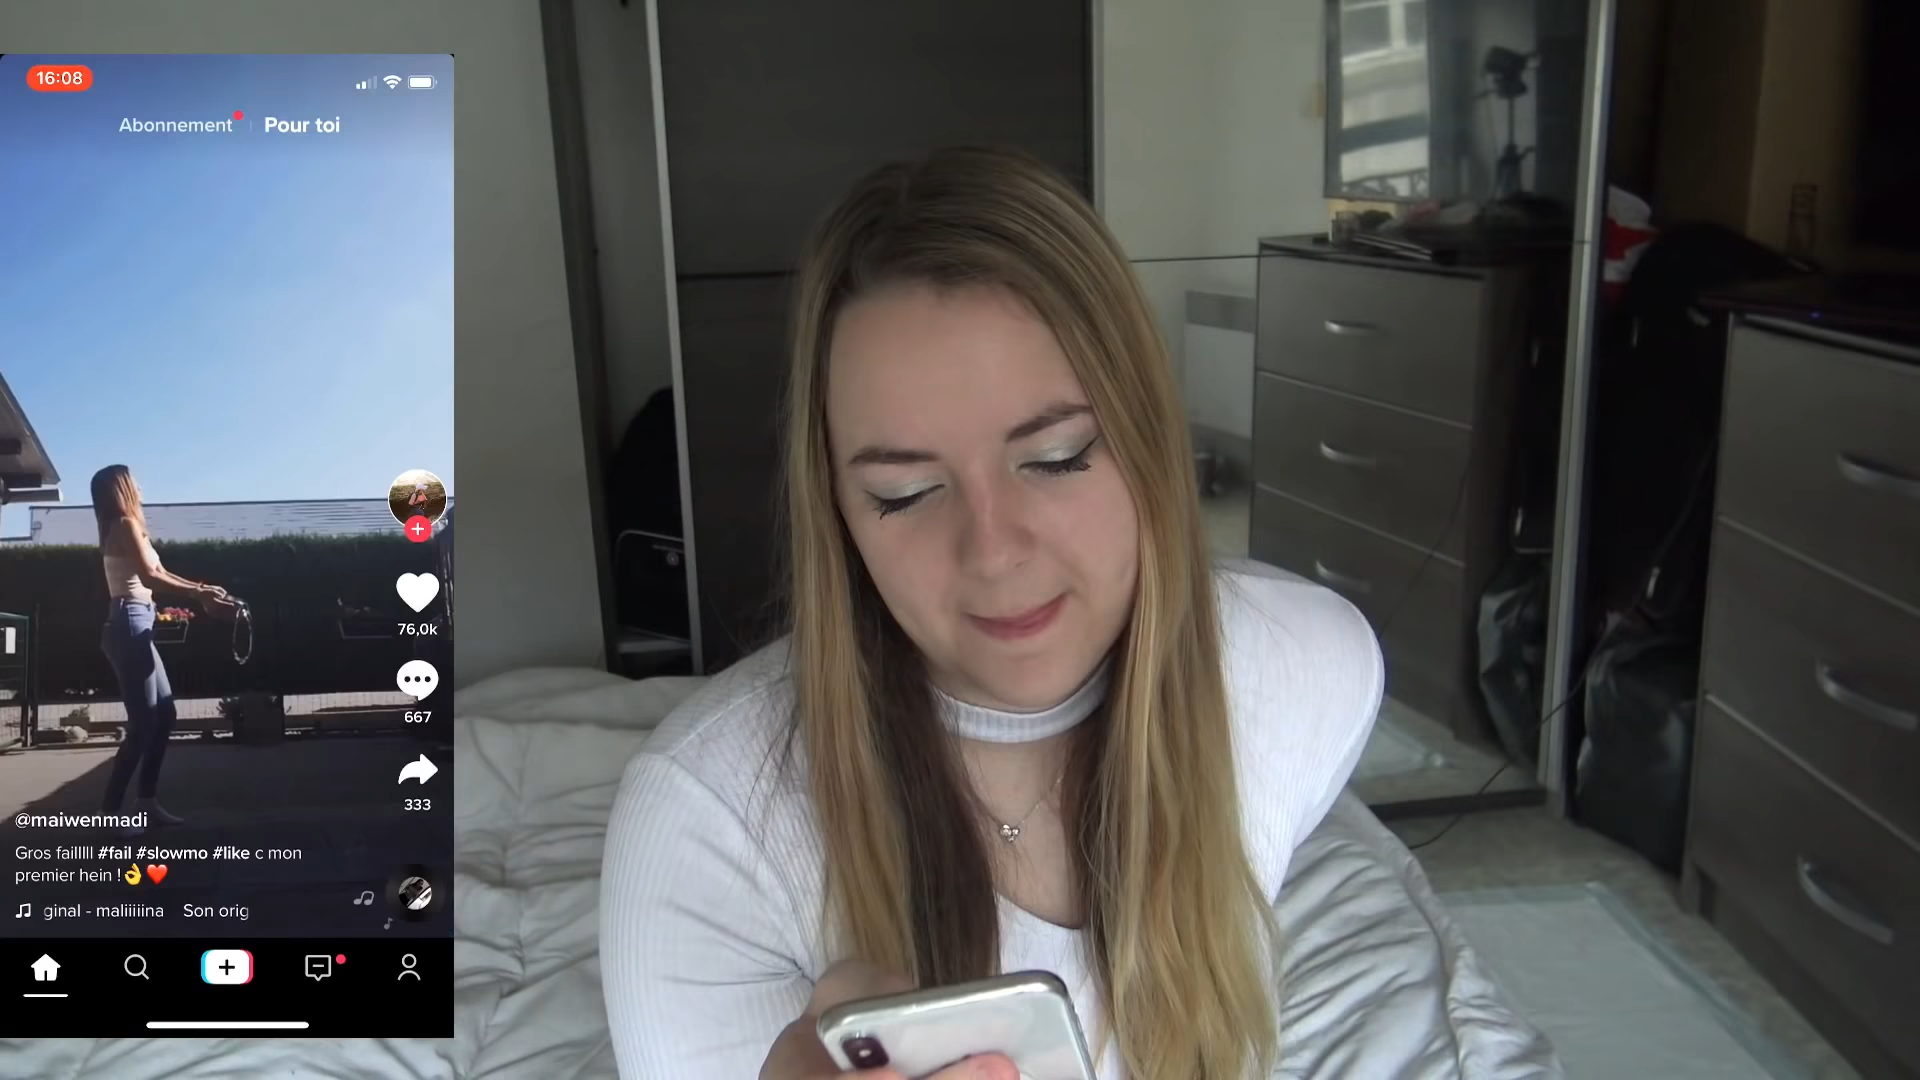 16:08
Abonnement Pour toi
76,0k
667
333
@maiwenmadi
Gros failllll #fail #slowmo #like c mon
premier hein !👌❤️
ginal - maliiiiina Son orig